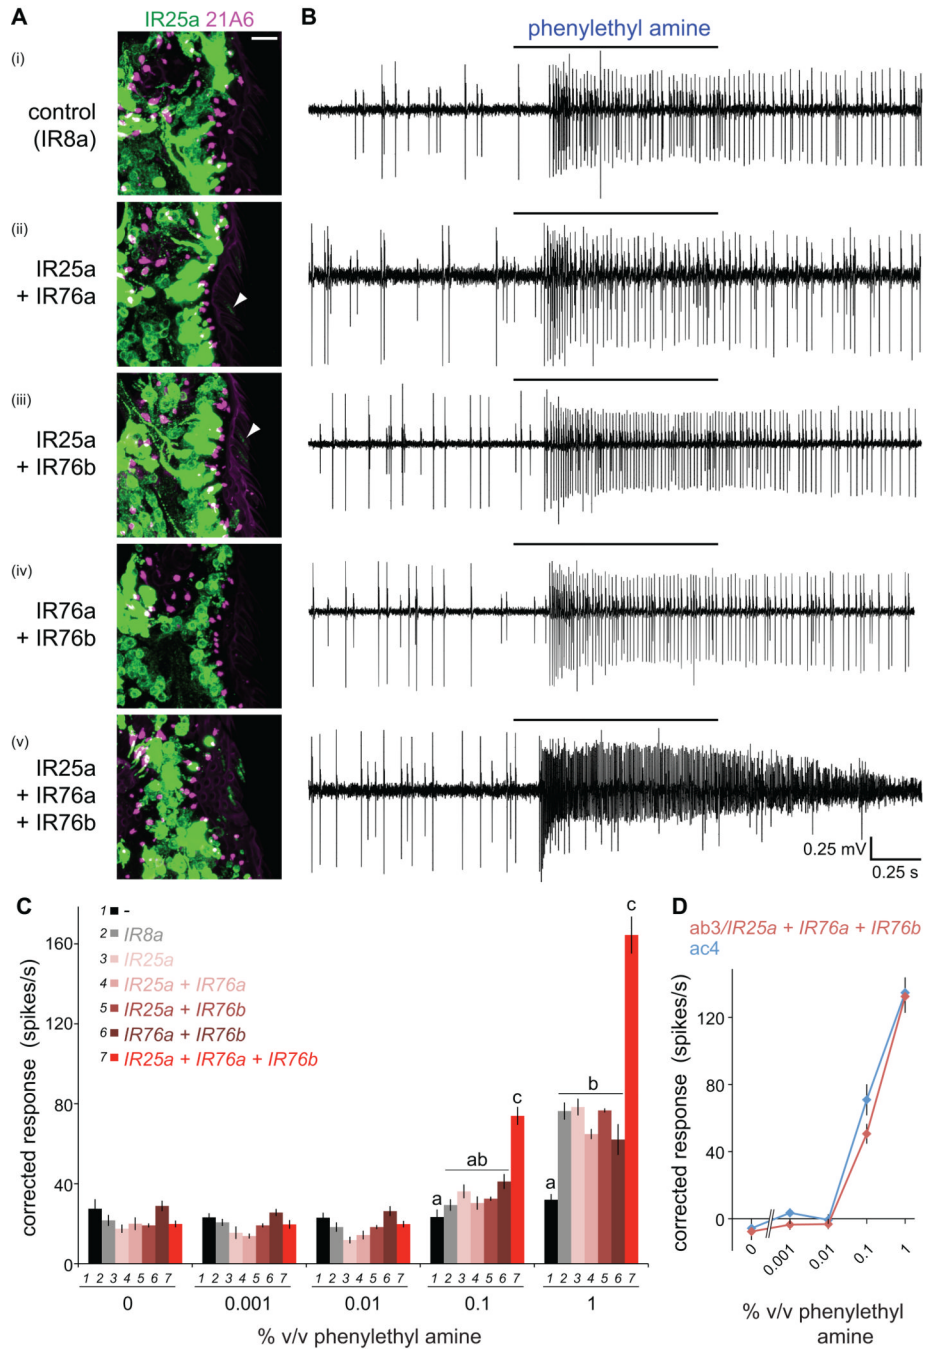 A
IR25a 21A6
B
phenylethyl amine
(i)
control
(IR8a)
(ii)
IR25a
+ IR76a
(iii)
IR25a
+ IR76b
(iv)
IR76a
+ IR76b
(v)
IR25a
+ IR76a
+ IR76b
0.25 mV
0.25 s
C
corrected response (spikes/s)
160
120
80
40
0
1 -
2 IR8a
3 IR25a
4 IR25a + IR76a
5 IR25a + IR76b
6 IR76a + IR76b
7 IR25a + IR76a + IR76b
a
ab
c
a
b
c
1 2 3 4 5 6 7 1 2 3 4 5 6 7 1 2 3 4 5 6 7 1 2 3 4 5 6 7 1 2 3 4 5 6 7
0 0.001 0.01 0.1 1
% v/v phenylethyl amine
D
ab3/IR25a + IR76a + IR76b
ac4
corrected response (spikes/s)
120
80
40
0
0 0.001 0.01 0.1 1
% v/v phenylethyl
amine